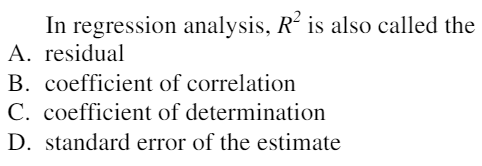 In regression analysis, R² is also called the
A. residual
B. coefficient of correlation
C. coefficient of determination
D. standard error of the estimate